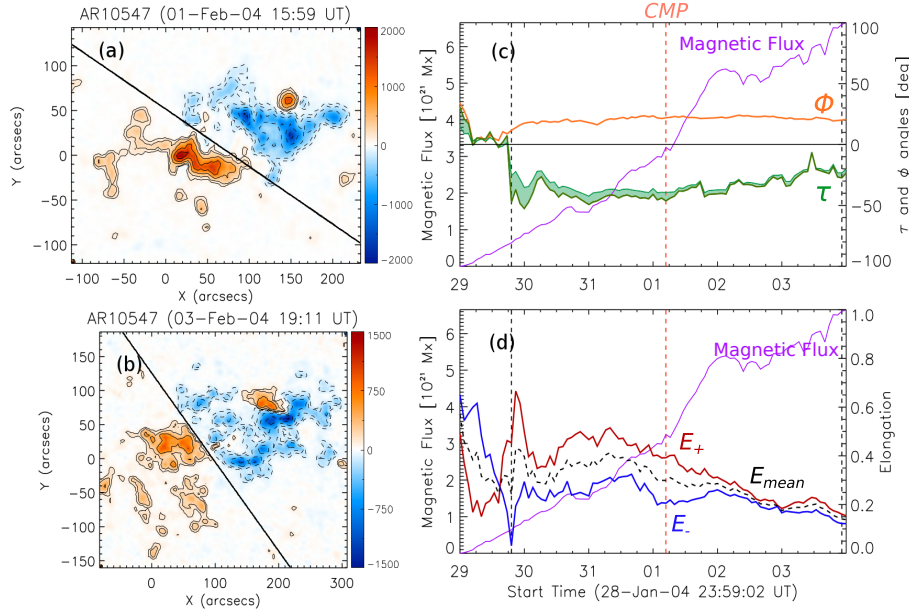 AR10547 (01-Feb-04 15:59 UT)
(a)
100
50
0
-50
-100
Y (arcsecs)
-100 -50 0 50 100 150 200
X (arcsecs)
2000
1000
0
-1000
-2000
AR10547 (03-Feb-04 19:11 UT)
(b)
150
100
50
0
-50
-100
-150
Y (arcsecs)
0 100 200 300
X (arcsecs)
1500
750
0
-750
-1500
CMP
(c)
Magnetic Flux
Φ
τ
6
5
4
3
2
1
0
Magnetic Flux [10²¹ Mx]
100
50
0
-50
-100
τ and φ angles [deg]
29 30 31 01 02 03
(d)
Magnetic Flux
E+
Emean
E-
6
5
4
3
2
1
0
Magnetic Flux [10²¹ Mx]
1.0
0.8
0.6
0.4
0.2
0.0
Elongation
29 30 31 01 02 03
Start Time (28-Jan-04 23:59:02 UT)